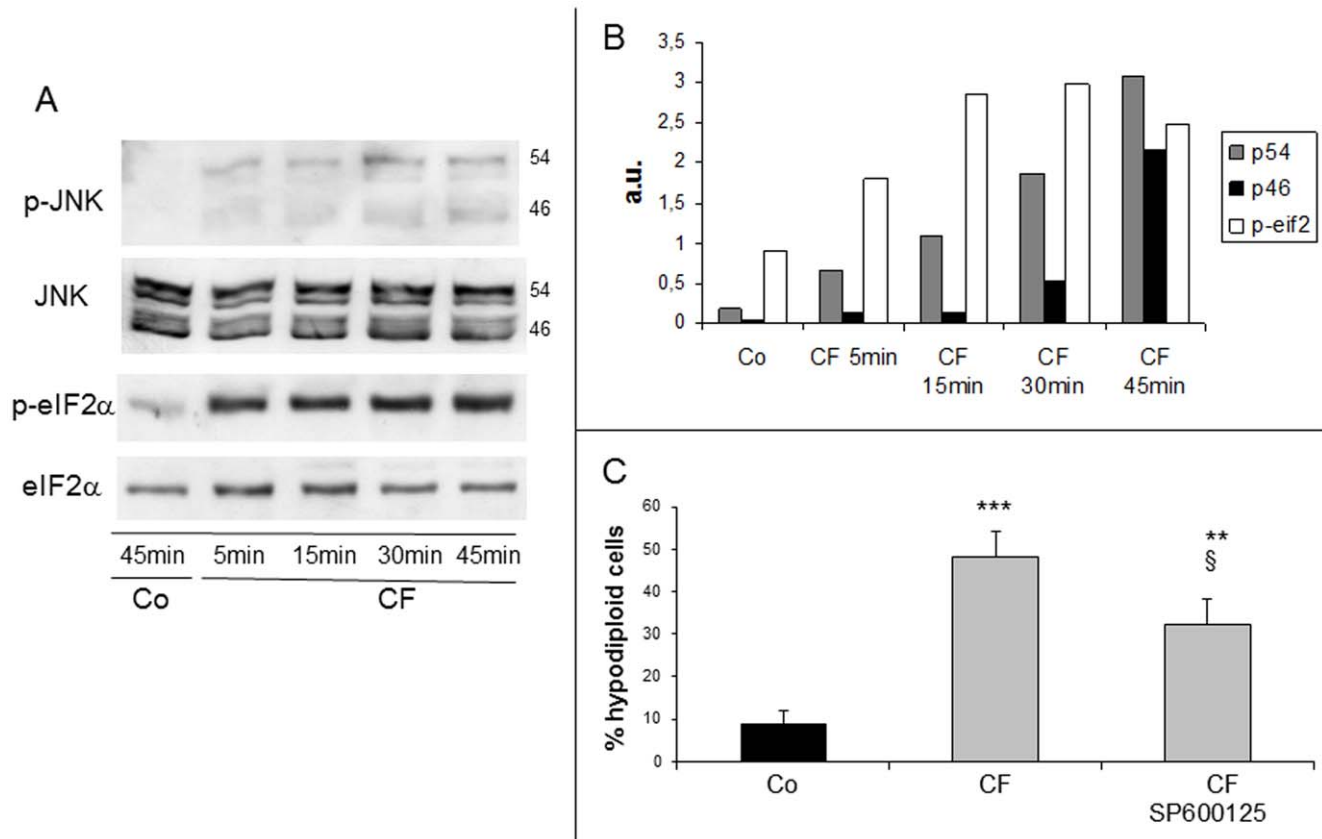 A
p-JNK
54
46
JNK
54
46
p-eIF2α
eIF2α
45min 5min 15min 30min 45min
Co CF
B
a.u.
3,5
3
2,5
2
1,5
1
0,5
0
Co CF 5min CF CF CF
15min 30min 45min
p54
p46
p-eif2
C
% hypodiploid cells
60
50
40
30
20
10
0
***
**
§
Co CF CF
SP600125